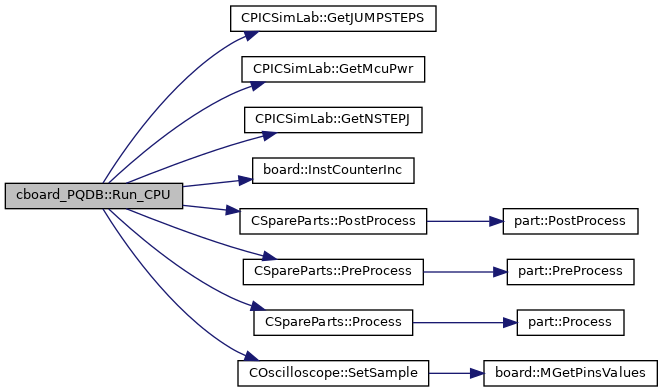 CPICSimLab::GetJUMPSTEPS
CPICSimLab::GetMcuPwr
CPICSimLab::GetNSTEPJ
board::InstCounterInc
cboard_PQDB::Run_CPU
CSpareParts::PostProcess
part::PostProcess
CSpareParts::PreProcess
part::PreProcess
CSpareParts::Process
part::Process
COscilloscope::SetSample
board::MGetPinsValues